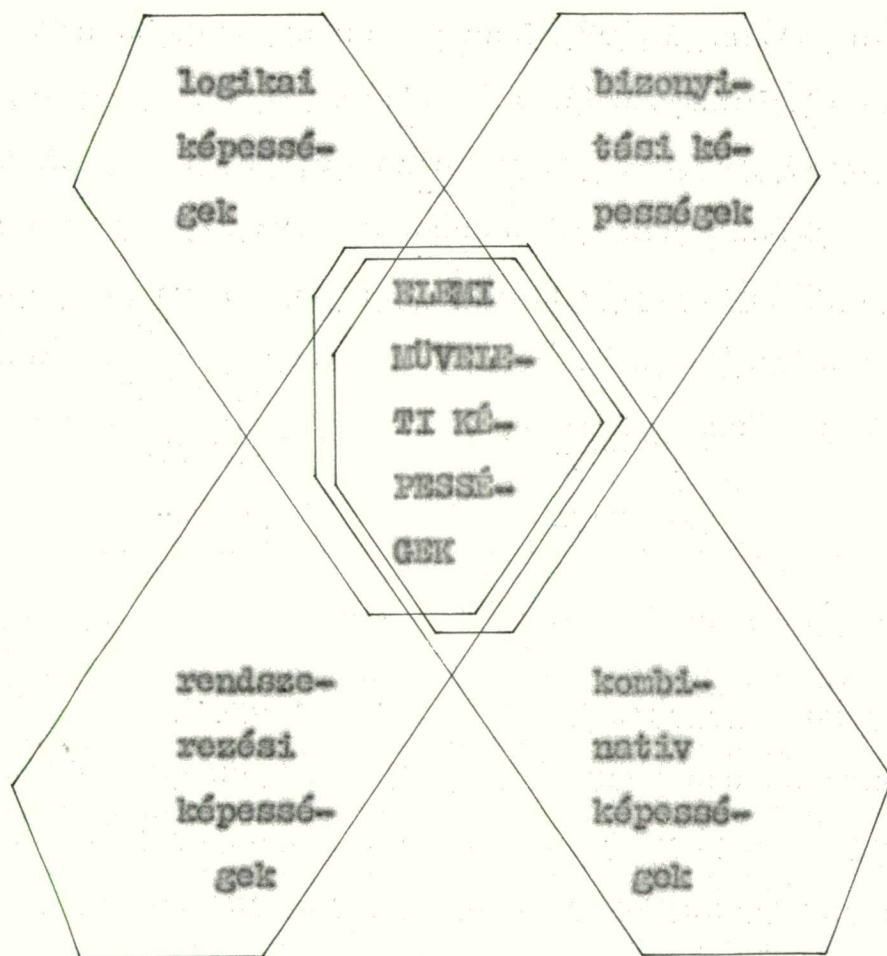 logikai
képessé-
gek
bizonyi-
tási ké-
pességek
ELEMI
MÜVELE-
TI KÉ-
PESSÉ-
GEK
rendsze-
rezési
képessé-
gek
kombi-
nativ
képessé-
gek